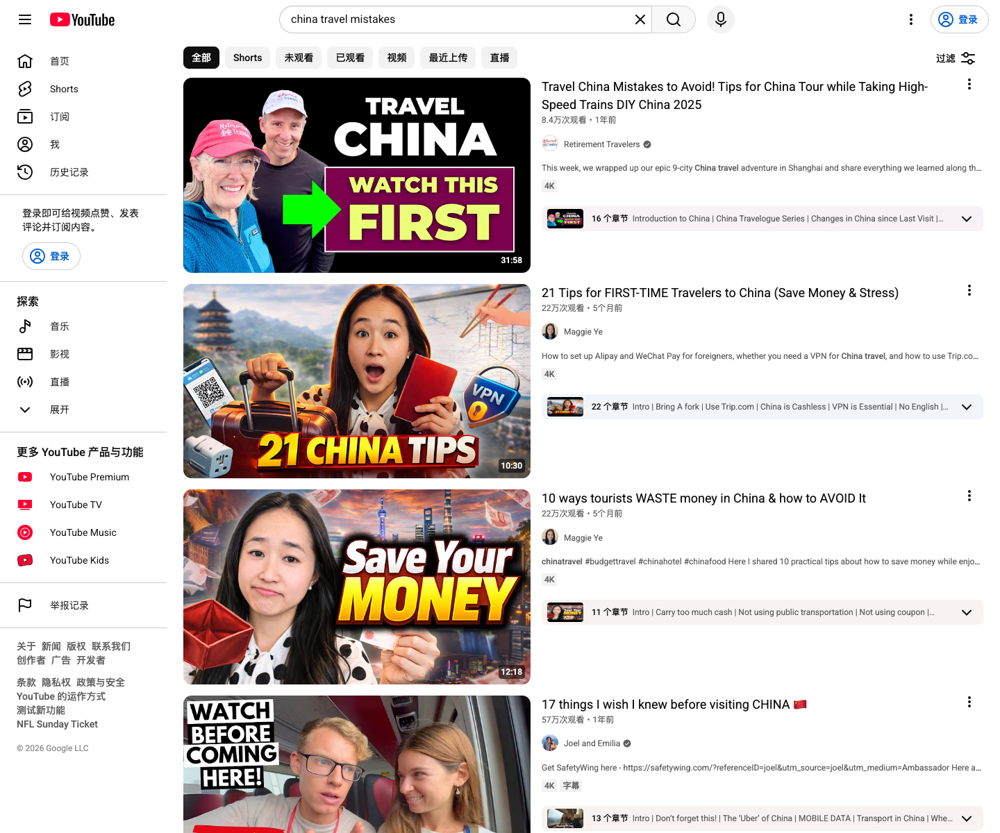 YouTube
china travel mistakes
登录
首页
Shorts
订阅
我
历史记录
登录即可给视频点赞、发表
评论并订阅内容。
登录
探索
音乐
影视
直播
展开
更多 YouTube 产品与功能
YouTube Premium
YouTube TV
YouTube Music
YouTube Kids
举报记录
关于 新闻 版权 联系我们
创作者 广告 开发者
条款 隐私权 政策与安全
YouTube 的运作方式
测试新功能
NFL Sunday Ticket
© 2026 Google LLC
全部 Shorts 未观看 已观看 视频 最近上传 直播
过滤
TRAVEL
CHINA
WATCH THIS
FIRST
31:58
Travel China Mistakes to Avoid! Tips for China Tour while Taking High-
Speed Trains DIY China 2025
8.4万次观看 • 1年前
Retirement Travelers
This week, we wrapped up our epic 9-city China travel adventure in Shanghai and share everything we learned along th...
4K
16 个章节 Introduction to China | China Travelogue Series | Changes in China since Last Visit |...
VPN
21 CHINA TIPS
10:30
21 Tips for FIRST-TIME Travelers to China (Save Money & Stress)
22万次观看 • 5个月前
Maggie Ye
How to set up Alipay and WeChat Pay for foreigners, whether you need a VPN for China travel, and how to use Trip.co...
4K
22 个章节 Intro | Bring A fork | Use Trip.com | China is Cashless | VPN is Essential | No English |...
Save Your
MONEY
12:18
10 ways tourists WASTE money in China & how to AVOID It
22万次观看 • 5个月前
Maggie Ye
chinatravel #budgettravel #chinahotel #chinafood Here I shared 10 practical tips about how to save money while enjo...
4K
11 个章节 Intro | Carry too much cash | Not using public transportation | Not using coupon |...
WATCH
BEFORE
COMING
HERE!
17 things I wish I knew before visiting CHINA 🇨🇳
57万次观看 • 1年前
Joel and Emilia
Get SafetyWing here - https://safetywing.com/?referenceID=joel&utm_source=joel&utm_medium=Ambassador Here a...
4K 字幕
13 个章节 Intro | Don't forget this! | The 'Uber' of China | MOBILE DATA | Transport in China | Whe...